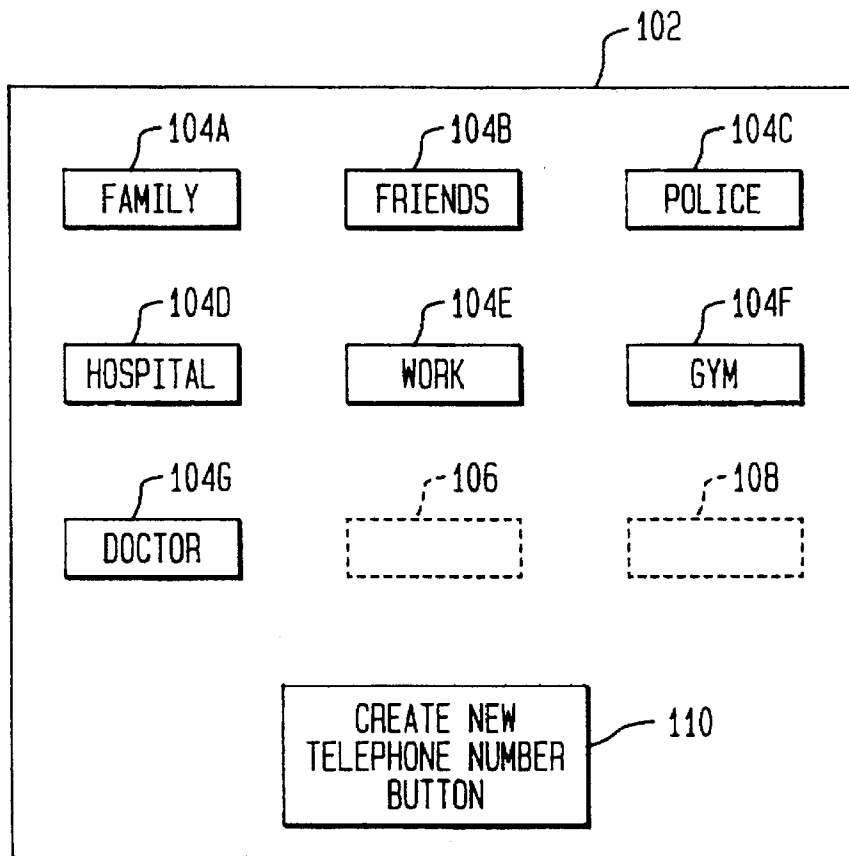 102
104A 104B 104C
FAMILY FRIENDS POLICE
104D 104E 104F
HOSPITAL WORK GYM
104G 106 108
DOCTOR
CREATE NEW
TELEPHONE NUMBER
BUTTON
110